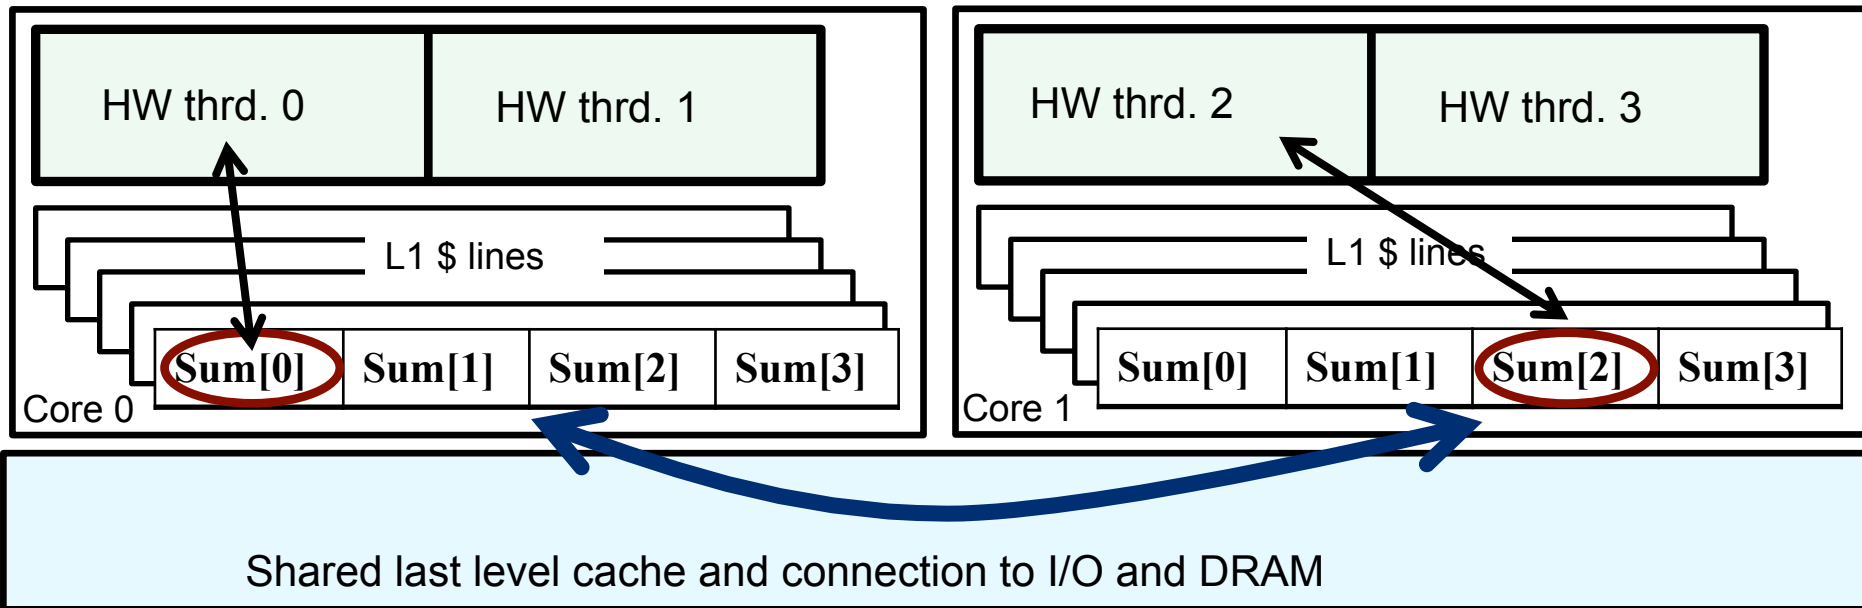 HW thrd. 0
HW thrd. 1
L1 $ lines
Sum[0] Sum[1] Sum[2] Sum[3]
Core 0
HW thrd. 2
HW thrd. 3
L1 $ lines
Sum[0] Sum[1] Sum[2] Sum[3]
Core 1
Shared last level cache and connection to I/O and DRAM